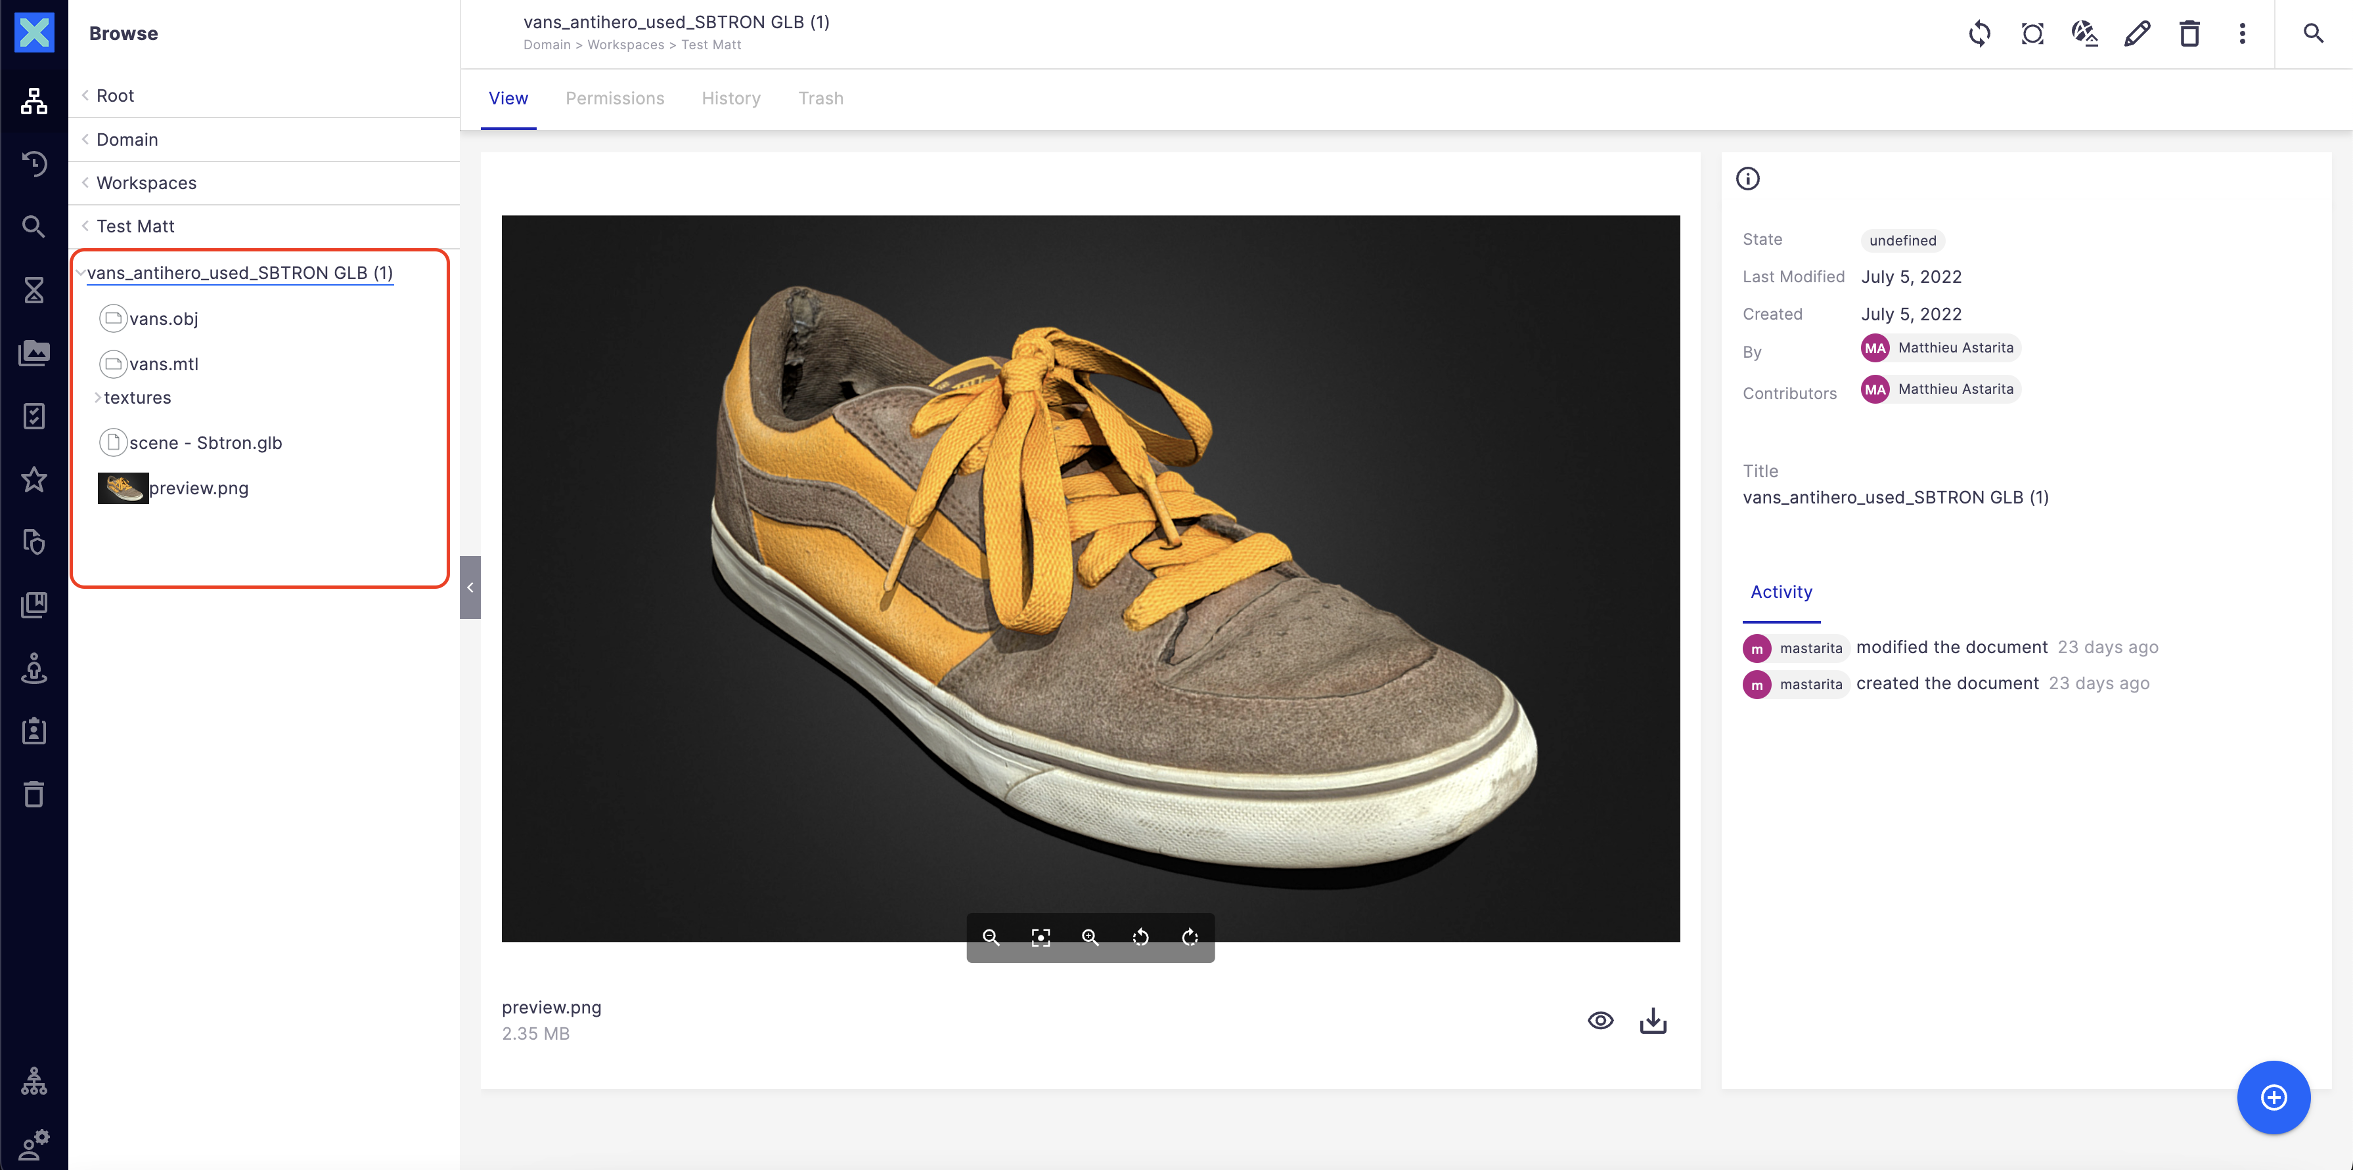 Browse
Root
Domain
Workspaces
Test Matt
vans_antihero_used_SBTRON GLB (1)
vans.obj
vans.mtl
textures
scene - Sbtron.glb
preview.png
vans_antihero_used_SBTRON GLB (1)
Domain > Workspaces > Test Matt
View Permissions History Trash
preview.png
2.35 MB
State undefined
Last Modified July 5, 2022
Created July 5, 2022
By MA Matthieu Astarita
Contributors MA Matthieu Astarita
Title
vans_antihero_used_SBTRON GLB (1)
Activity
m mastarita modified the document 23 days ago
m mastarita created the document 23 days ago